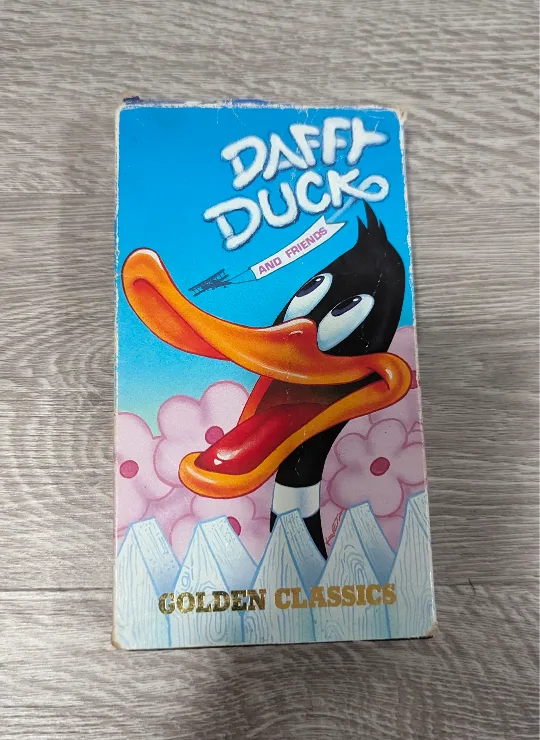 DAFFY
DUCK
AND FRIENDS
GOLDEN CLASSICS